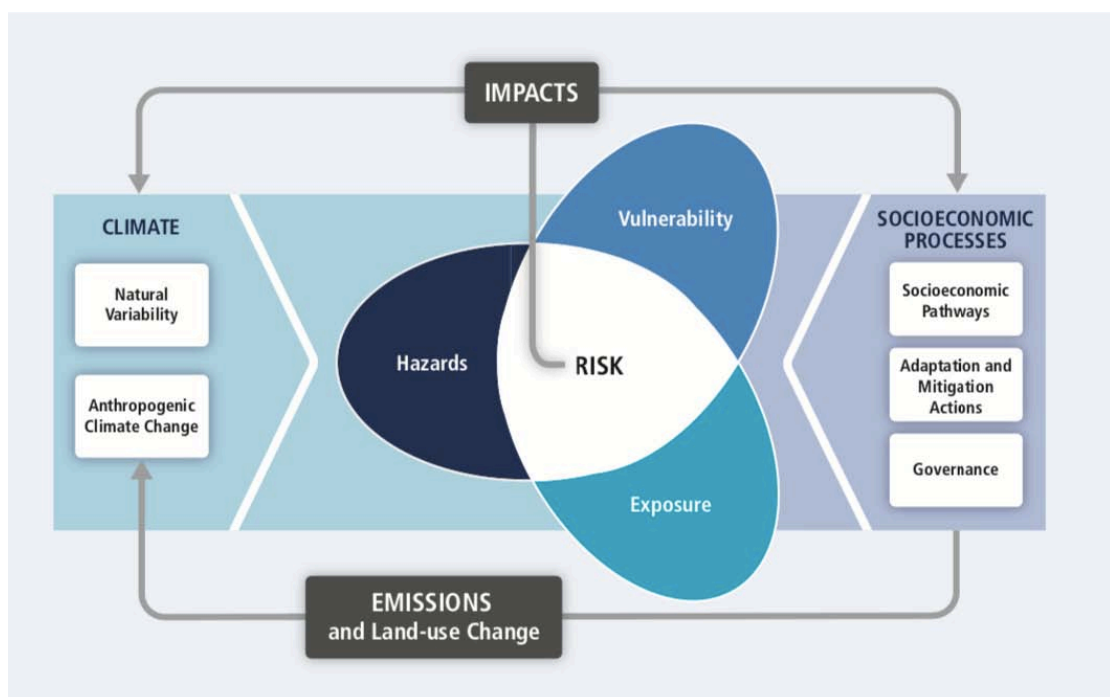 IMPACTS
CLIMATE
Natural
Variability
Anthropogenic
Climate Change
Hazards
Vulnerability
RISK
Exposure
SOCIOECONOMIC
PROCESSES
Socioeconomic
Pathways
Adaptation and
Mitigation
Actions
Governance
EMISSIONS
and Land-use Change